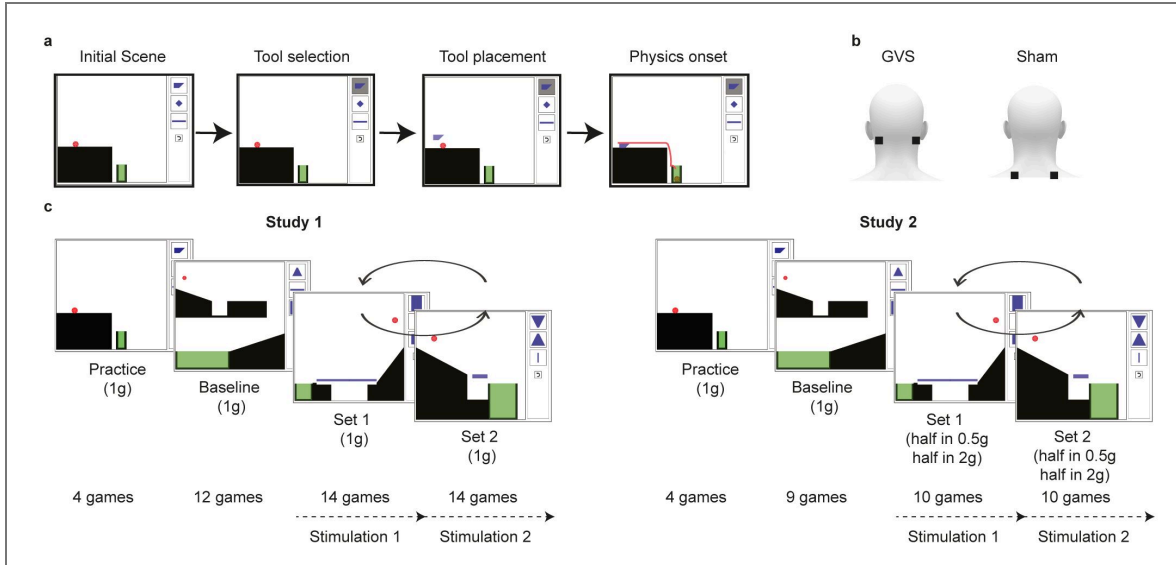 a
Initial Scene
Tool selection
Tool placement
Physics onset
b
GVS
Sham
c
Study 1
Practice
(1g)
Baseline
(1g)
Set 1
(1g)
Set 2
(1g)
4 games
12 games
14 games
14 games
Stimulation 1
Stimulation 2
Study 2
Practice
(1g)
Baseline
(1g)
Set 1
(half in 0.5g
half in 2g)
Set 2
(half in 0.5g
half in 2g)
4 games
9 games
10 games
10 games
Stimulation 1
Stimulation 2